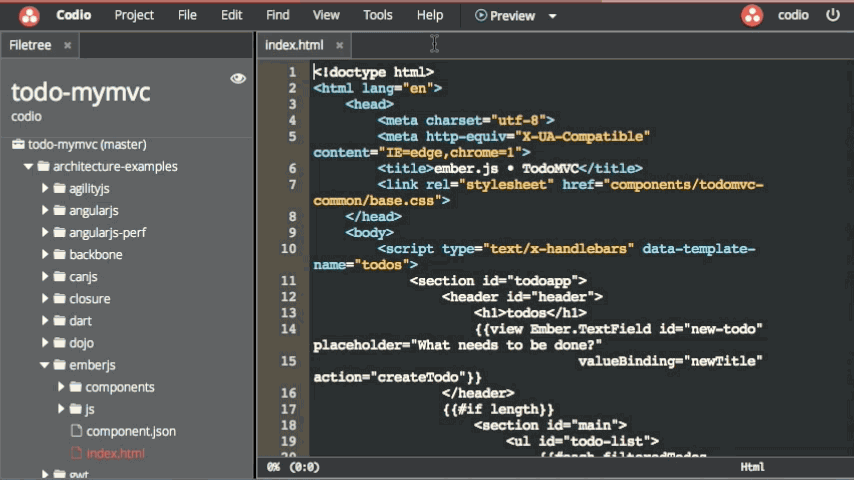 Codio Project File Edit Find View Tools Help Preview codio
Filetree ×
todo-mymvc
codio
todo-mymvc (master)
architecture-examples
agilityjs
angularjs
angularjs-perf
backbone
canjs
closure
dart
dojo
emberjs
components
js
component.json
index.html
gwt
index.html ×
1 <!doctype html>
2 <html lang="en">
3 <head>
4 <meta charset="utf-8">
5 <meta http-equiv="X-UA-Compatible"
content="IE=edge,chrome=1">
6 <title>ember.js • TodoMVC</title>
7 <link rel="stylesheet" href="components/todomvc-
common/base.css">
8 </head>
9 <body>
10 <script type="text/x-handlebars" data-template-
name="todos">
11 <section id="todoapp">
12 <header id="header">
13 <h1>todos</h1>
14 {{view Ember.TextField id="new-todo"
placeholder="What needs to be done?"
15 valueBinding="newTitle"
action="createTodo"}}
16 </header>
17 {{#if length}}
18 <section id="main">
19 <ul id="todo-list">
20 {{#each filteredTodos
0% (0:0) Html